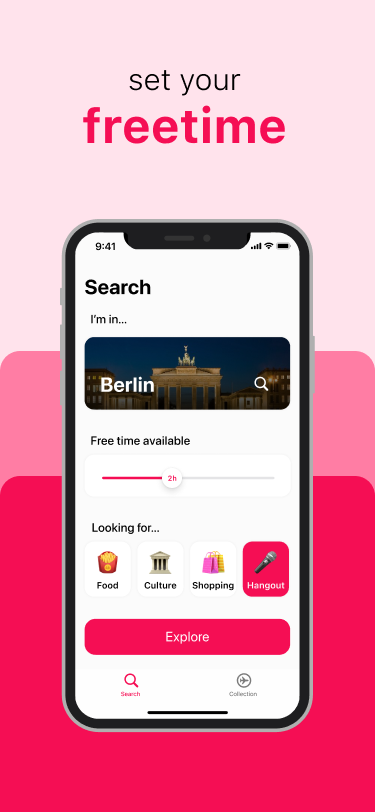 set your
freetime
9:41
Search
I'm in...
Berlin
Free time available
2h
Looking for...
Food Culture Shopping Hangout
Explore
Search Collection